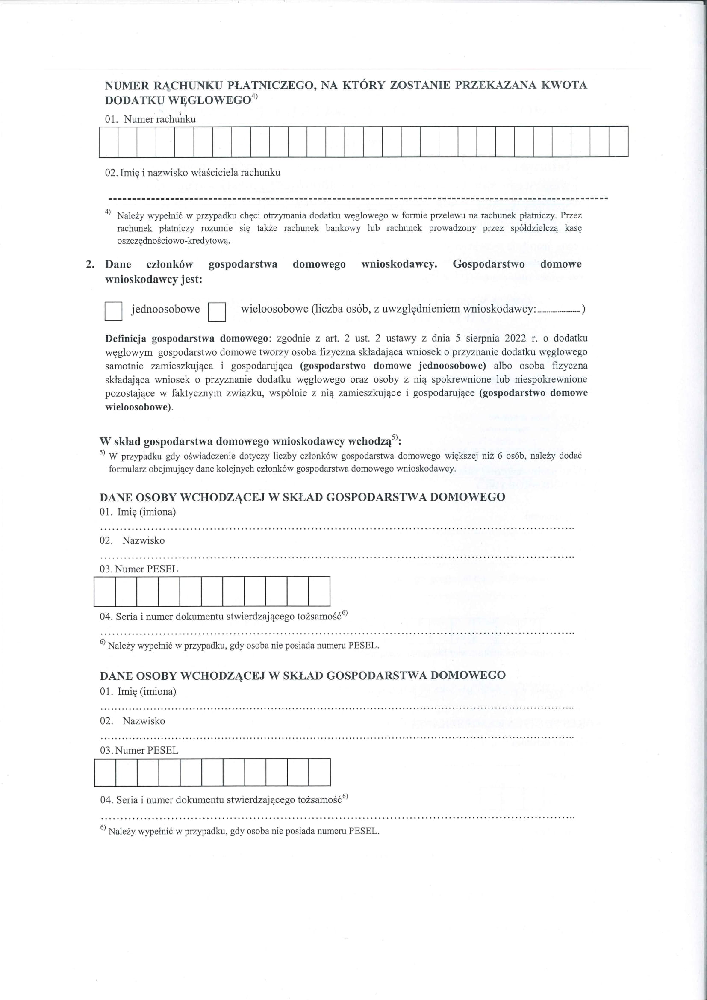 NUMER RACHUNKU PŁATNICZEGO, NA KTÓRY ZOSTANIE PRZEKAZANA KWOTA
DODATKU WĘGLOWEGO4)
01. Numer rachunku
02. Imię i nazwisko właściciela rachunku
4) Należy wypełnić w przypadku chęci otrzymania dodatku węglowego w formie przelewu na rachunek płatniczy. Przez
rachunek płatniczy rozumie się także rachunek bankowy lub rachunek prowadzony przez spółdzielczą kasę
oszczędnościowo-kredytową.
2. Dane członków gospodarstwa domowego wnioskodawcy. Gospodarstwo domowe
wnioskodawcy jest:
jednoosobowe wieloosobowe (liczba osób, z uwzględnieniem wnioskodawcy:................)
Definicja gospodarstwa domowego: zgodnie z art. 2 ust. 2 ustawy z dnia 5 sierpnia 2022 r. o dodatku
węglowym gospodarstwo domowe tworzy osoba fizyczna składająca wniosek o przyznanie dodatku węglowego
samotnie zamieszkująca i gospodarująca (gospodarstwo domowe jednoosobowe) albo osoba fizyczna
składająca wniosek o przyznanie dodatku węglowego oraz osoby z nią spokrewnione lub niespokrewnione
pozostające w faktycznym związku, wspólnie z nią zamieszkujące i gospodarujące (gospodarstwo domowe
wieloosobowe).
W skład gospodarstwa domowego wnioskodawcy wchodzą5):
5) W przypadku gdy oświadczenie dotyczy liczby członków gospodarstwa domowego większej niż 6 osób, należy dodać
formularz obejmujący dane kolejnych członków gospodarstwa domowego wnioskodawcy.
DANE OSOBY WCHODZĄCEJ W SKŁAD GOSPODARSTWA DOMOWEGO
01. Imię (imiona)
02. Nazwisko
03. Numer PESEL
04. Seria i numer dokumentu stwierdzającego tożsamość6)
6) Należy wypełnić w przypadku, gdy osoba nie posiada numeru PESEL.
DANE OSOBY WCHODZĄCEJ W SKŁAD GOSPODARSTWA DOMOWEGO
01. Imię (imiona)
02. Nazwisko
03. Numer PESEL
04. Seria i numer dokumentu stwierdzającego tożsamość6)
6) Należy wypełnić w przypadku, gdy osoba nie posiada numeru PESEL.